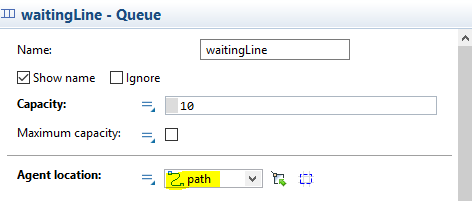 waitingLine - Queue
Name: waitingLine
Show name Ignore
Capacity: 10
Maximum capacity:
Agent location: path